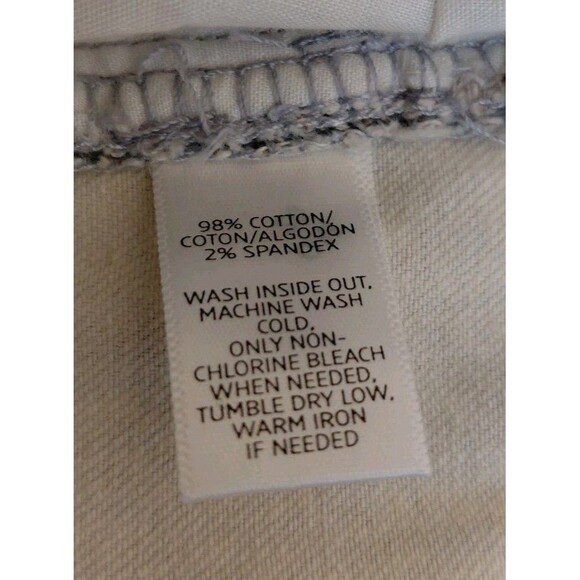 98% COTTON/
COTON/ALGODÓN
2% SPANDEX
WASH INSIDE OUT.
MACHINE WASH
COLD,
ONLY NON-
CHLORINE BLEACH
WHEN NEEDED,
TUMBLE DRY LOW.
WARM IRON
IF NEEDED